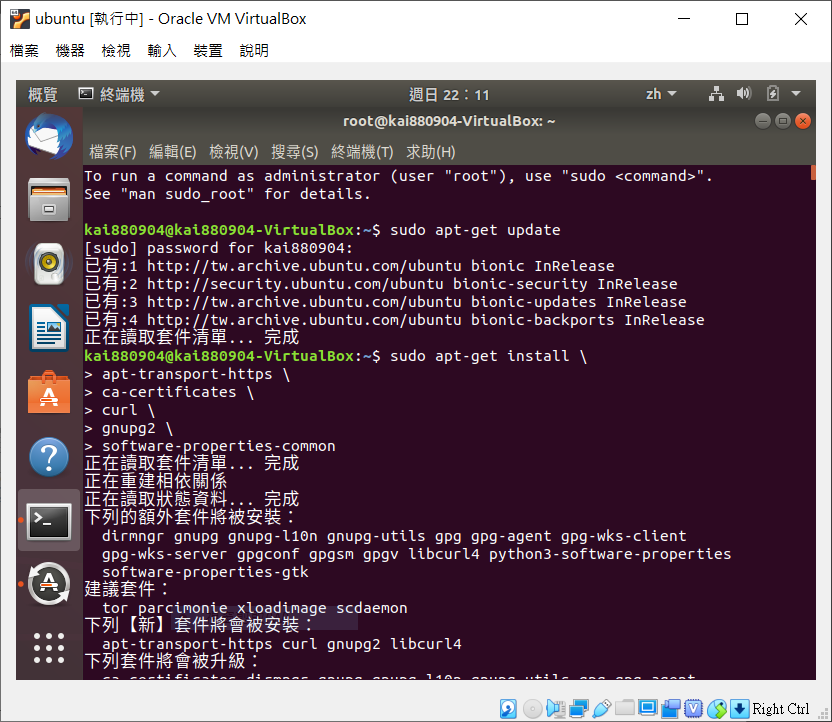 ubuntu [執行中] - Oracle VM VirtualBox
檔案 機器 檢視 輸入 裝置 說明
概覽 終端機 週日 22：11 zh
root@kai880904-VirtualBox: ~
檔案(F) 編輯(E) 檢視(V) 搜尋(S) 終端機(T) 求助(H)
To run a command as administrator (user "root"), use "sudo <command>".
See "man sudo_root" for details.
kai880904@kai880904-VirtualBox:~$ sudo apt-get update
[sudo] password for kai880904:
已有:1 http://tw.archive.ubuntu.com/ubuntu bionic InRelease
已有:2 http://security.ubuntu.com/ubuntu bionic-security InRelease
已有:3 http://tw.archive.ubuntu.com/ubuntu bionic-updates InRelease
已有:4 http://tw.archive.ubuntu.com/ubuntu bionic-backports InRelease
正在讀取套件清單... 完成
kai880904@kai880904-VirtualBox:~$ sudo apt-get install \
> apt-transport-https \
> ca-certificates \
> curl \
> gnupg2 \
> software-properties-common
正在讀取套件清單... 完成
正在重建相依關係
正在讀取狀態資料... 完成
下列的額外套件將被安裝：
dirmngr gnupg gnupg-l10n gnupg-utils gpg gpg-agent gpg-wks-client
gpg-wks-server gpgconf gpgsm gpgv libcurl4 python3-software-properties
software-properties-gtk
建議套件：
tor parcimonie xloadimage scdaemon
下列【新】套件將會被安裝：
apt-transport-https curl gnupg2 libcurl4
下列套件將會被升級：
ca-certificates dirmngr gnupg gnupg-l10n gnupg-utils gpg gpg-agent
Right Ctrl